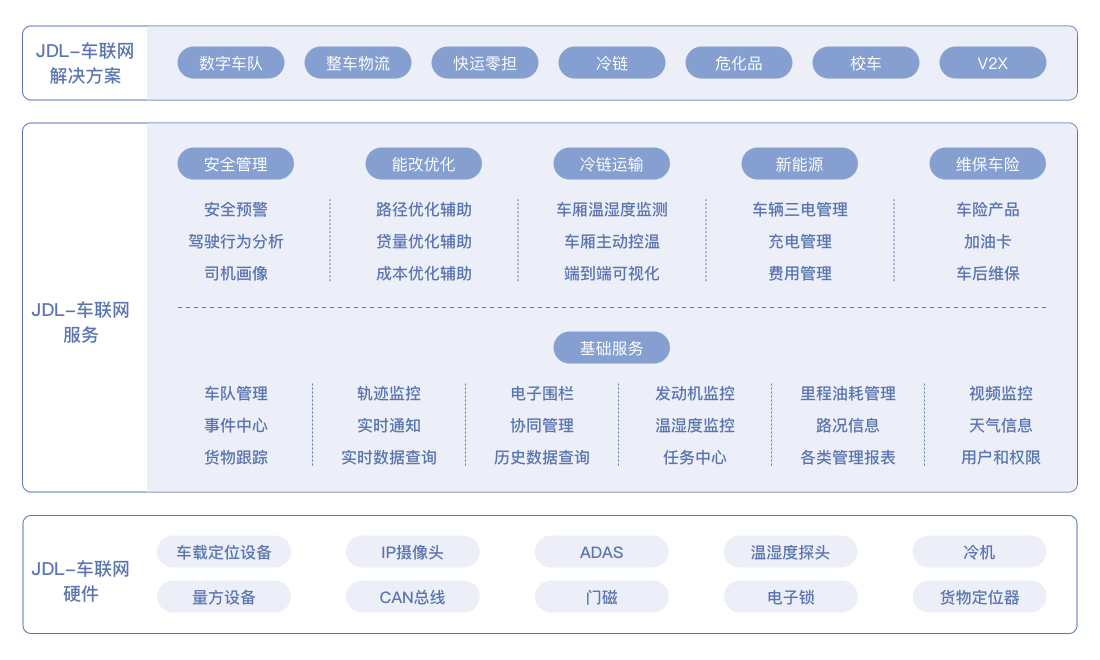 JDL-车联网
解决方案
数字车队
整车物流
快运零担
冷链
危化品
校车
V2X
安全管理
能改优化
冷链运输
新能源
维保车险
安全预警
路径优化辅助
车厢温湿度监测
车辆三电管理
车险产品
驾驶行为分析
贷量优化辅助
车厢主动控温
充电管理
加油卡
司机画像
成本优化辅助
端到端可视化
费用管理
车后维保
JDL-车联网
服务
基础服务
车队管理
轨迹监控
电子围栏
发动机监控
里程油耗管理
视频监控
事件中心
实时通知
协同管理
温湿度监控
路况信息
天气信息
货物跟踪
实时数据查询
历史数据查询
任务中心
各类管理报表
用户和权限
JDL-车联网
硬件
车载定位设备
IP摄像头
ADAS
温湿度探头
冷机
量方设备
CAN总线
门磁
电子锁
货物定位器